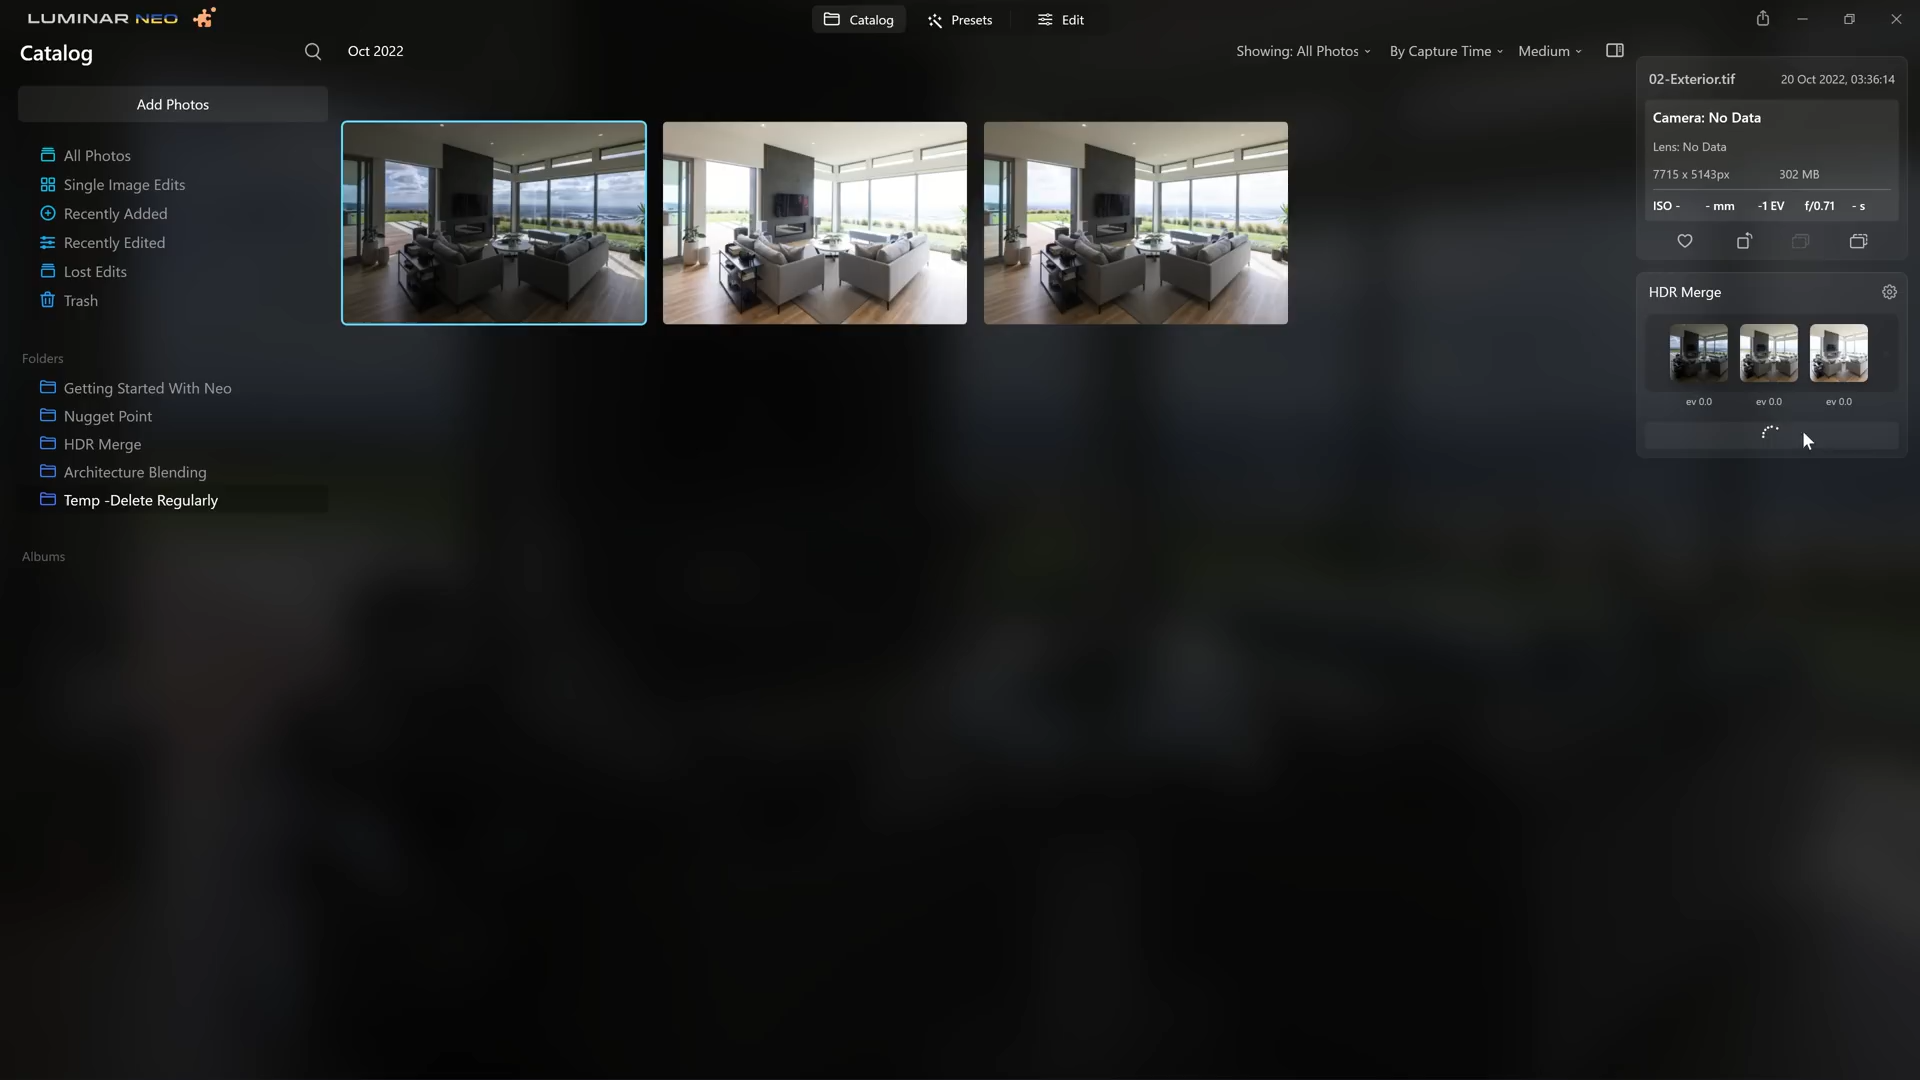 LUMINAR NEO
Catalog
Presets
Edit
Catalog
Oct 2022
Showing: All Photos
By Capture Time
Medium
Add Photos
All Photos
Single Image Edits
Recently Added
Recently Edited
Lost Edits
Trash
Folders
Getting Started With Neo
Nugget Point
HDR Merge
Architecture Blending
Temp -Delete Regularly
Albums
02-Exterior.tif
20 Oct 2022, 03:36:14
Camera: No Data
Lens: No Data
7715 x 5143px
302 MB
ISO -
- mm
-1 EV
f/0.71
- s
HDR Merge
ev 0.0
ev 0.0
ev 0.0